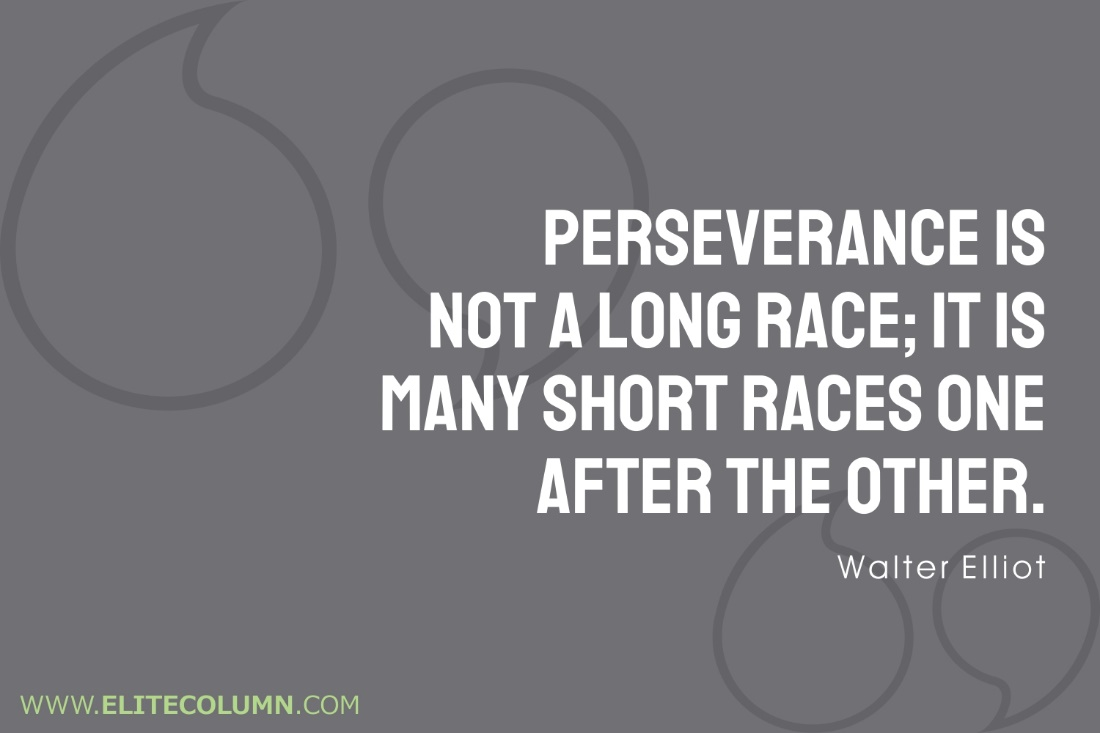 PERSEVERANCE IS
NOT A LONG RACE; IT IS
MANY SHORT RACES ONE
AFTER THE OTHER.
Walter Elliot
WWW.ELITECOLUMN.COM